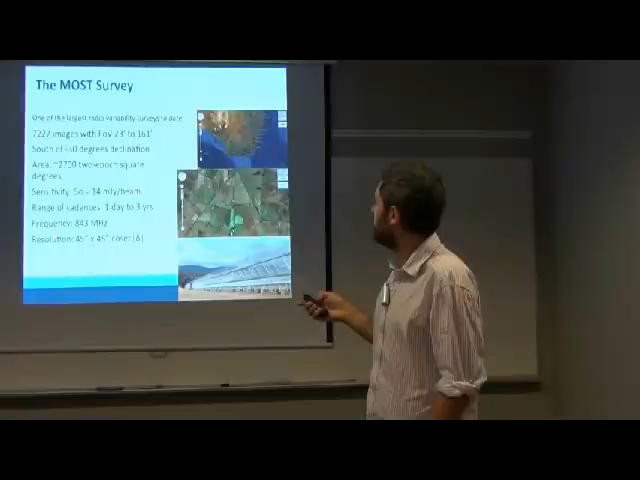 The MOST Survey
One of the largest radio variability surveys to date
7227 images with FoV 23' to 161'
South of -30 degrees declination
Area: ~2700 two-epoch square
degrees
Sensitivity: 5σ = 14 mJy/beam
Range of cadences: 1 day to 3 yrs
Frequency: 843 MHz
Resolution: 45" x 45" cosec|δ|